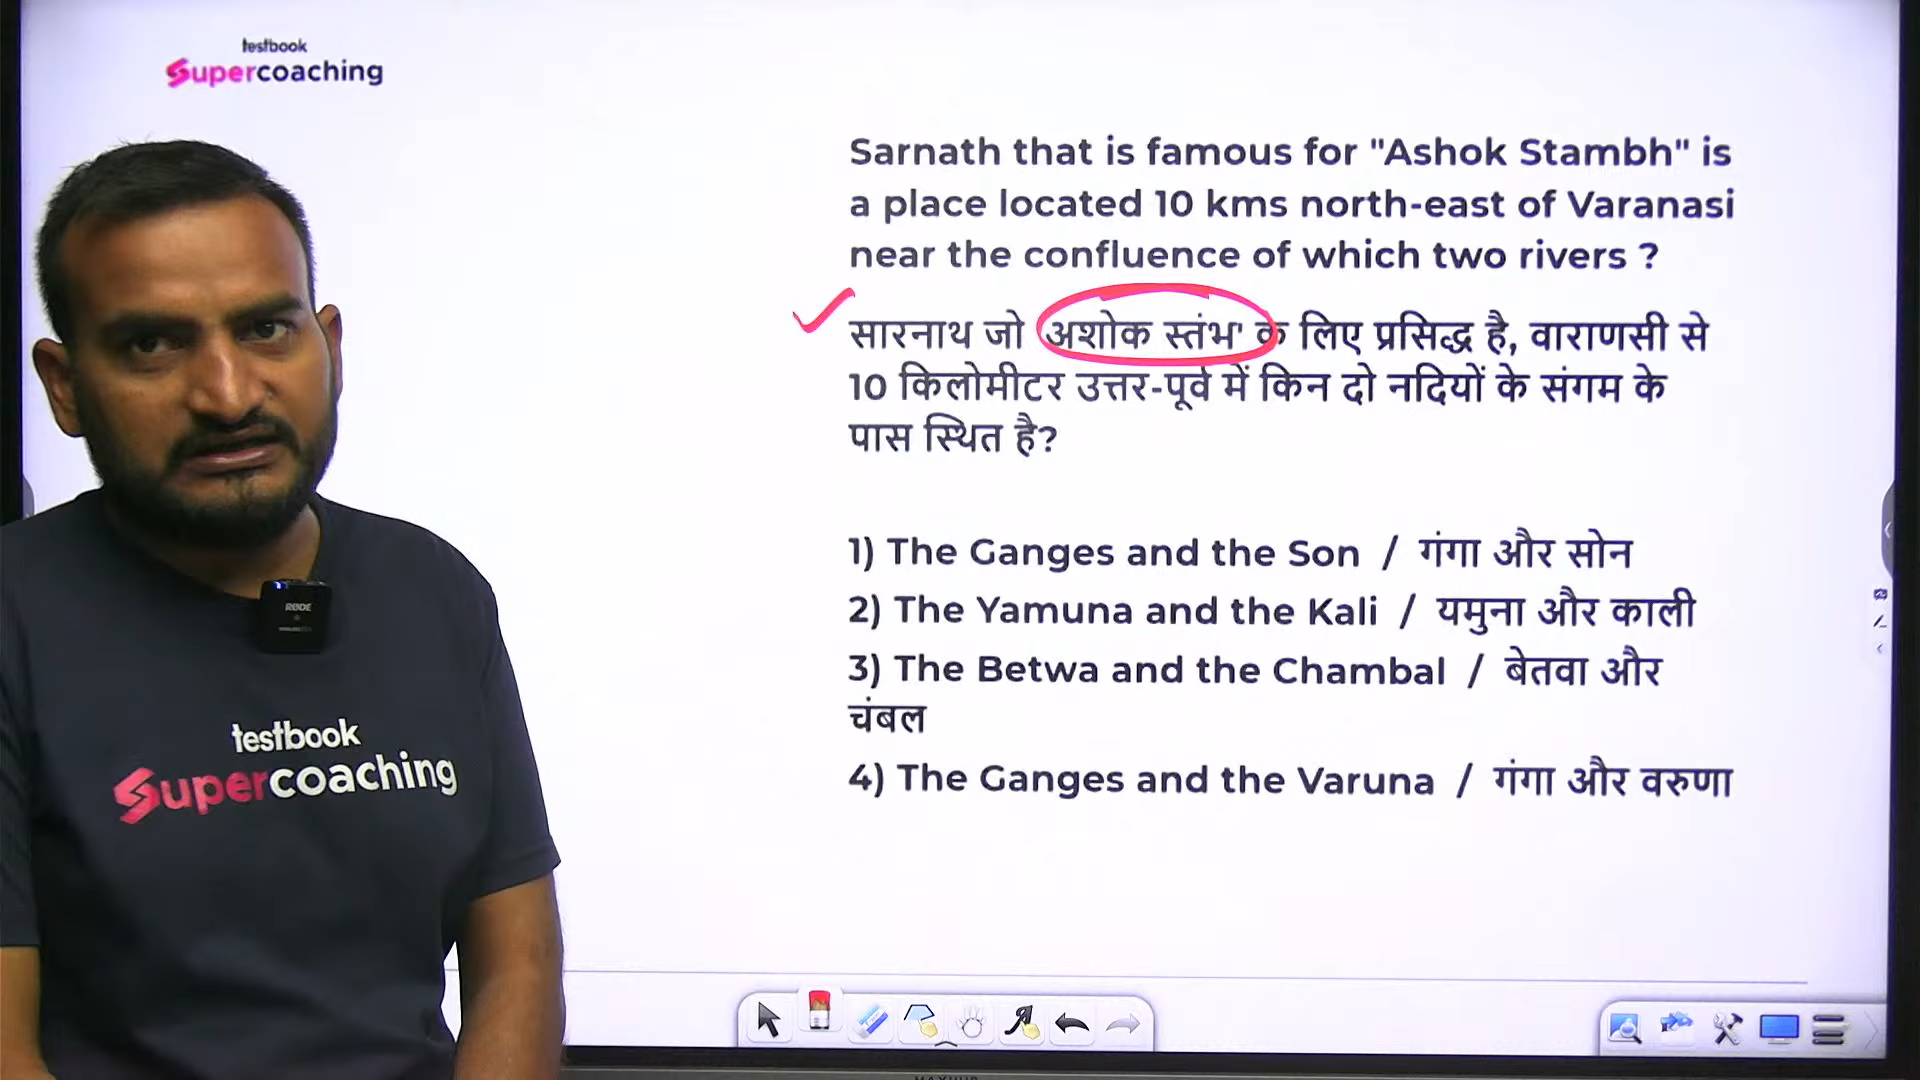 testbook
Supercoaching
Sarnath that is famous for "Ashok Stambh" is
a place located 10 kms north-east of Varanasi
near the confluence of which two rivers ?
सारनाथ जो अशोक स्तंभ' के लिए प्रसिद्ध है, वाराणसी से
10 किलोमीटर उत्तर-पूर्व में किन दो नदियों के संगम के
पास स्थित है?
1) The Ganges and the Son / गंगा और सोन
2) The Yamuna and the Kali / यमुना और काली
3) The Betwa and the Chambal / बेतवा और
चंबल
4) The Ganges and the Varuna / गंगा और वरुणा
RØDE
testbook
Supercoaching